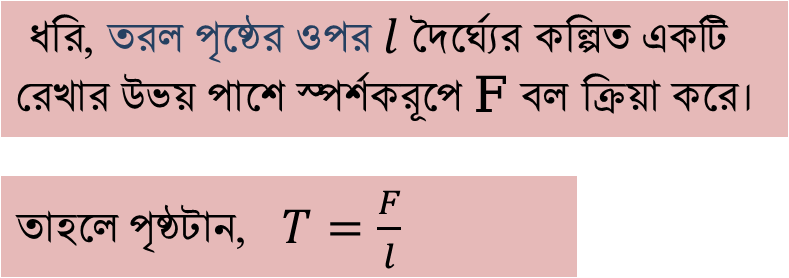 ধরি, তরল পৃষ্ঠের ওপর l দৈর্ঘ্যের কল্পিত একটি
রেখার উভয় পাশে স্পর্শকরূপে F বল ক্রিয়া করে।
তাহলে পৃষ্ঠটান, T = F/l